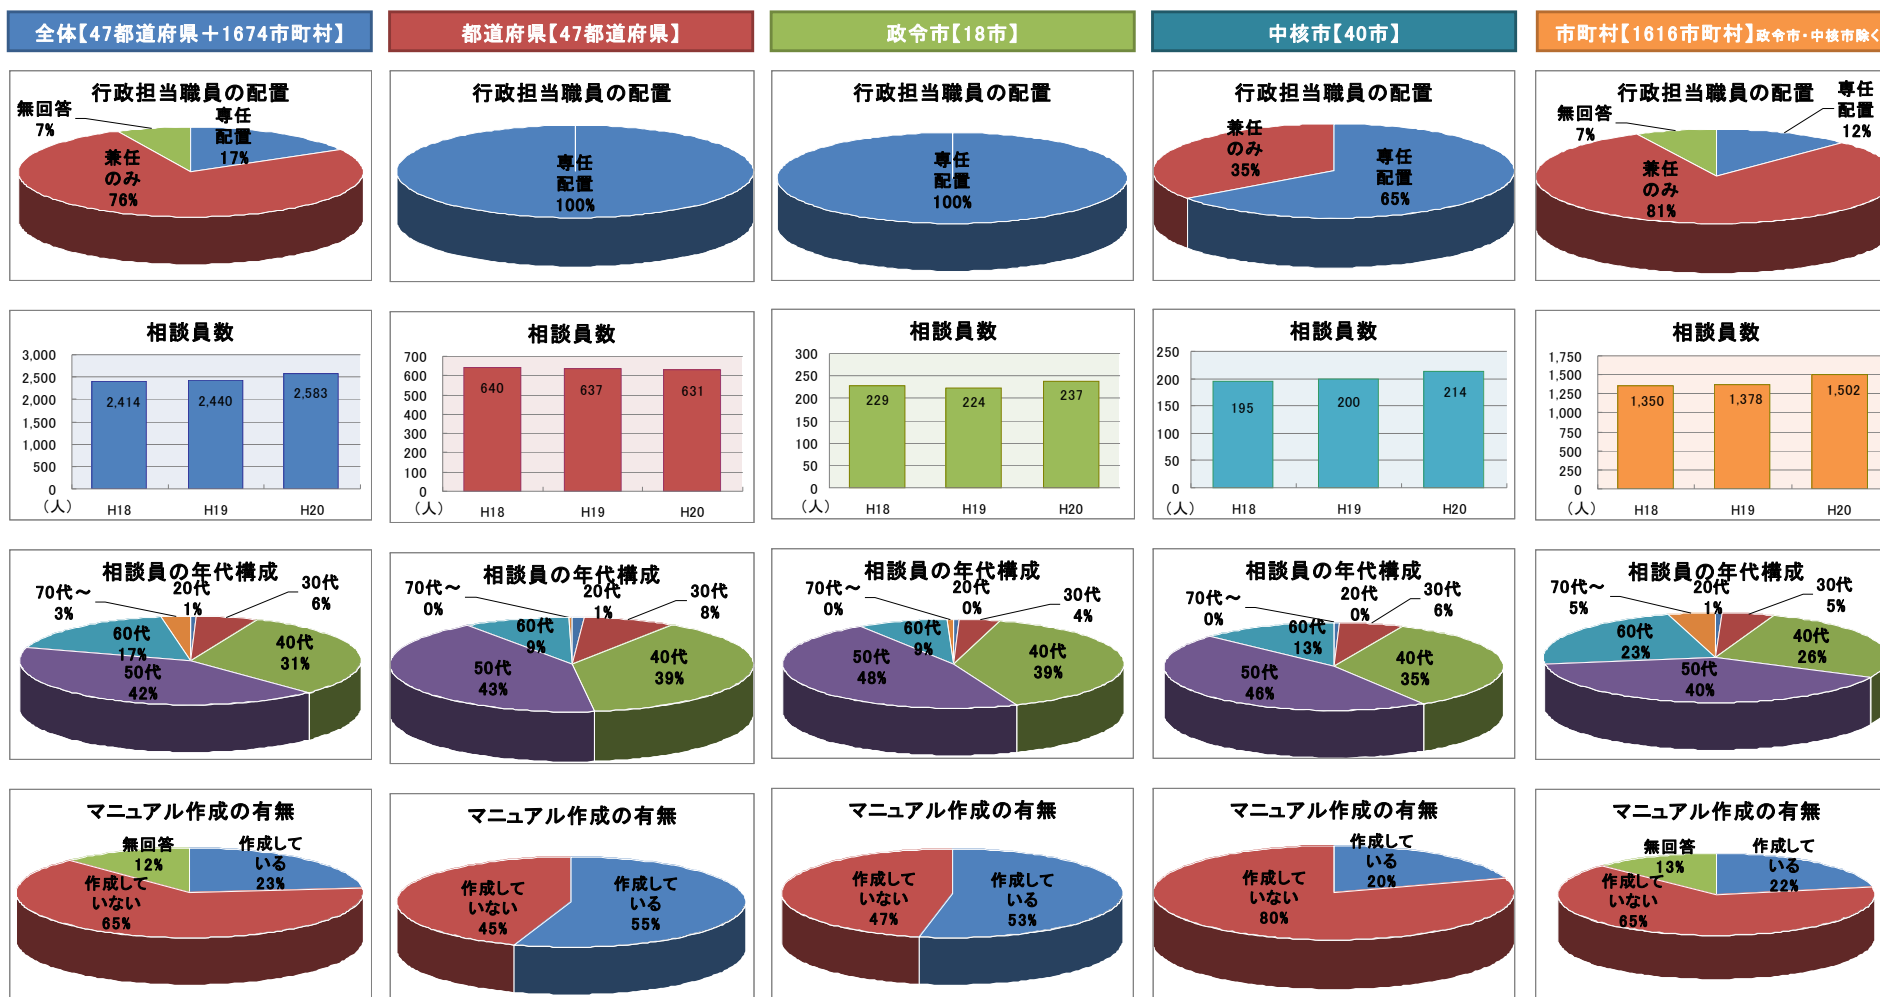 全体【47都道府県＋1674市町村】
都道府県【47都道府県】
政令市【18市】
中核市【40市】
市町村【1616市町村】政令市・中核市除く
行政担当職員の配置
無回答
7%
専任
配置
17%
兼任
のみ
76%
行政担当職員の配置
専任
配置
100%
行政担当職員の配置
専任
配置
100%
行政担当職員の配置
兼任
のみ
35%
専任
配置
65%
行政担当職員の配置
無回答
7%
専任
配置
12%
兼任
のみ
81%
相談員数
3,000
2,500
2,000
1,500
1,000
500
0
（人）
2,414
2,440
2,583
H18
H19
H20
相談員数
700
600
500
400
300
200
100
0
（人）
640
637
631
H18
H19
H20
相談員数
300
250
200
150
100
50
0
（人）
229
224
237
H18
H19
H20
相談員数
250
200
150
100
50
0
（人）
195
200
214
H18
H19
H20
相談員数
1,750
1,500
1,250
1,000
750
500
250
0
（人）
1,350
1,378
1,502
H18
H19
H20
相談員の年代構成
70代～
3%
20代
1%
30代
6%
60代
17%
40代
31%
50代
42%
相談員の年代構成
70代～
0%
20代
1%
30代
8%
60代
9%
40代
39%
50代
43%
相談員の年代構成
70代～
0%
20代
0%
30代
4%
60代
9%
40代
39%
50代
48%
相談員の年代構成
70代～
0%
20代
0%
30代
6%
60代
13%
40代
35%
50代
46%
相談員の年代構成
70代～
5%
20代
1%
30代
5%
60代
23%
40代
26%
50代
40%
マニュアル作成の有無
無回答
12%
作成して
いる
23%
作成して
いない
65%
マニュアル作成の有無
作成して
いない
45%
作成して
いる
55%
マニュアル作成の有無
作成して
いない
47%
作成して
いる
53%
マニュアル作成の有無
作成して
いる
20%
作成して
いない
80%
マニュアル作成の有無
無回答
13%
作成して
いる
22%
作成して
いない
65%